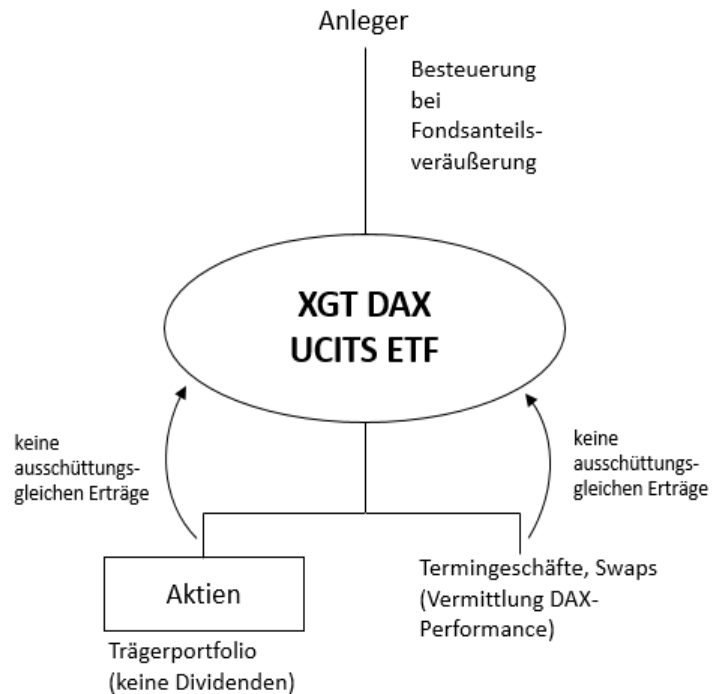 Anleger
Besteuerung
bei
Fondsanteils-
veräußerung
XGT DAX
UCITS ETF
keine
ausschüttungs-
gleichen Erträge
keine
ausschüttungs-
gleichen Erträge
Aktien
Trägerportfolio
(keine Dividenden)
Termingeschäfte, Swaps
(Vermittlung DAX-
Performance)